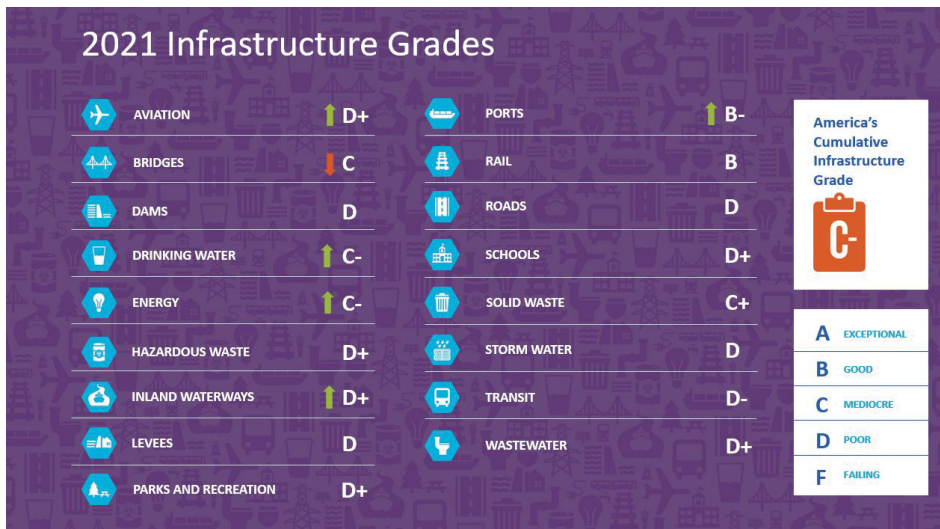 2021 Infrastructure Grades
AVIATION D+
BRIDGES C
DAMS D
DRINKING WATER C-
ENERGY C-
HAZARDOUS WASTE D+
INLAND WATERWAYS D+
LEVEES D
PARKS AND RECREATION D+
PORTS B-
RAIL B
ROADS D
SCHOOLS D+
SOLID WASTE C+
STORM WATER D
TRANSIT D-
WASTEWATER D+
America's
Cumulative
Infrastructure
Grade
C-
A EXCEPTIONAL
B GOOD
C MEDIOCRE
D POOR
F FAILING